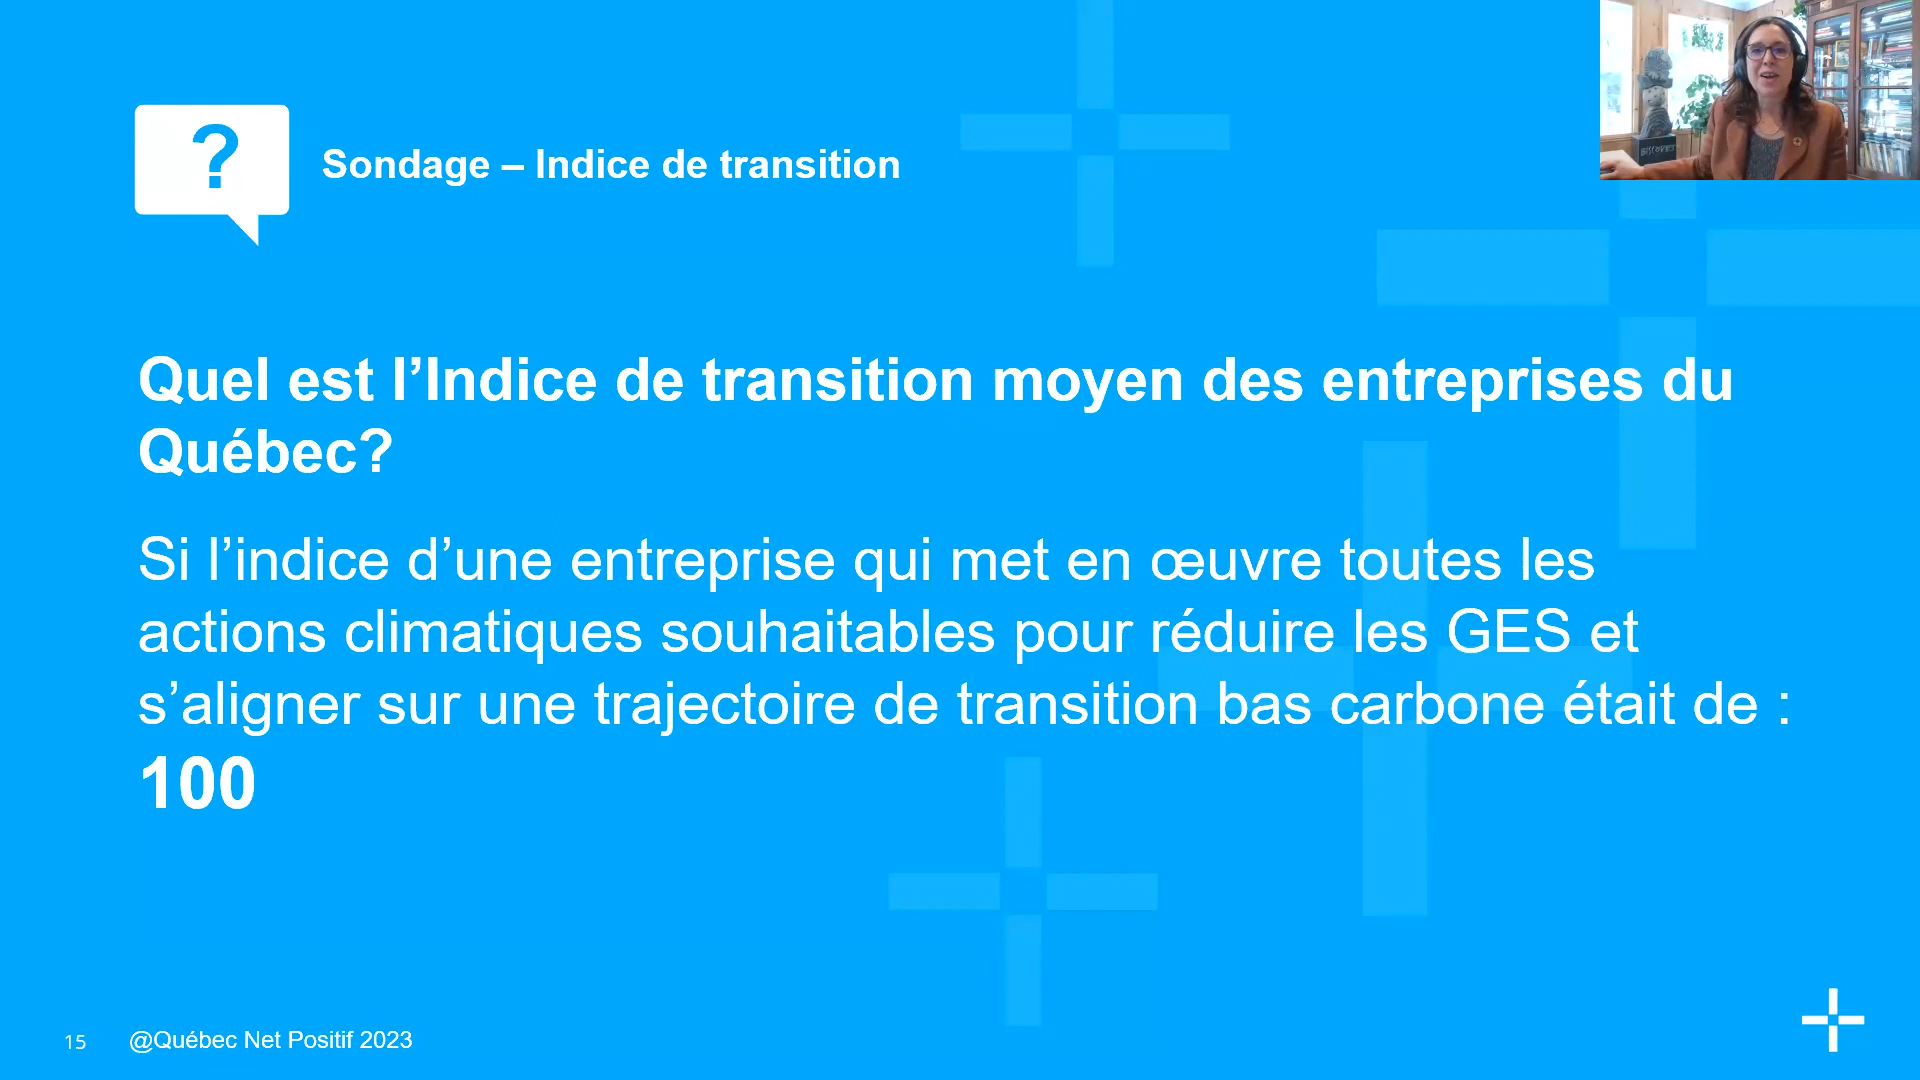 ?
Sondage – Indice de transition
Quel est l’Indice de transition moyen des entreprises du
Québec?
Si l’indice d’une entreprise qui met en œuvre toutes les
actions climatiques souhaitables pour réduire les GES et
s’aligner sur une trajectoire de transition bas carbone était de :
100
15
@Québec Net Positif 2023